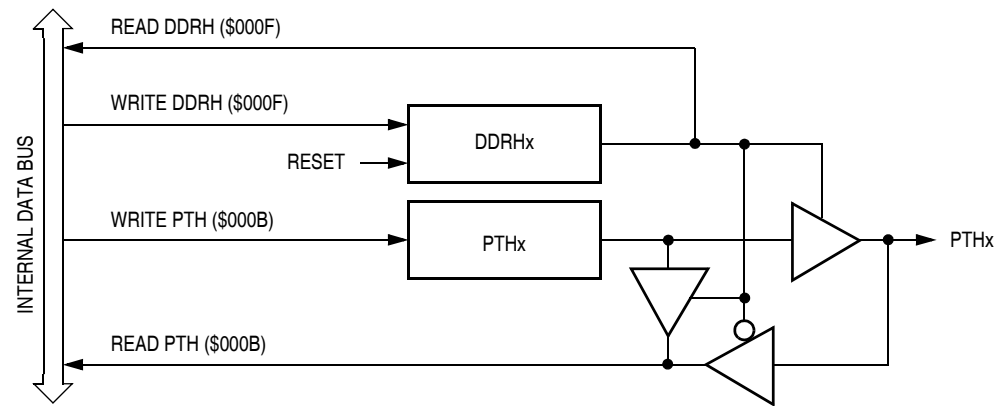 READ DDRH ($000F)
WRITE DDRH ($000F)
DDRHx
RESET
INTERNAL DATA BUS
WRITE PTH ($000B)
PTHx
PTHx
READ PTH ($000B)